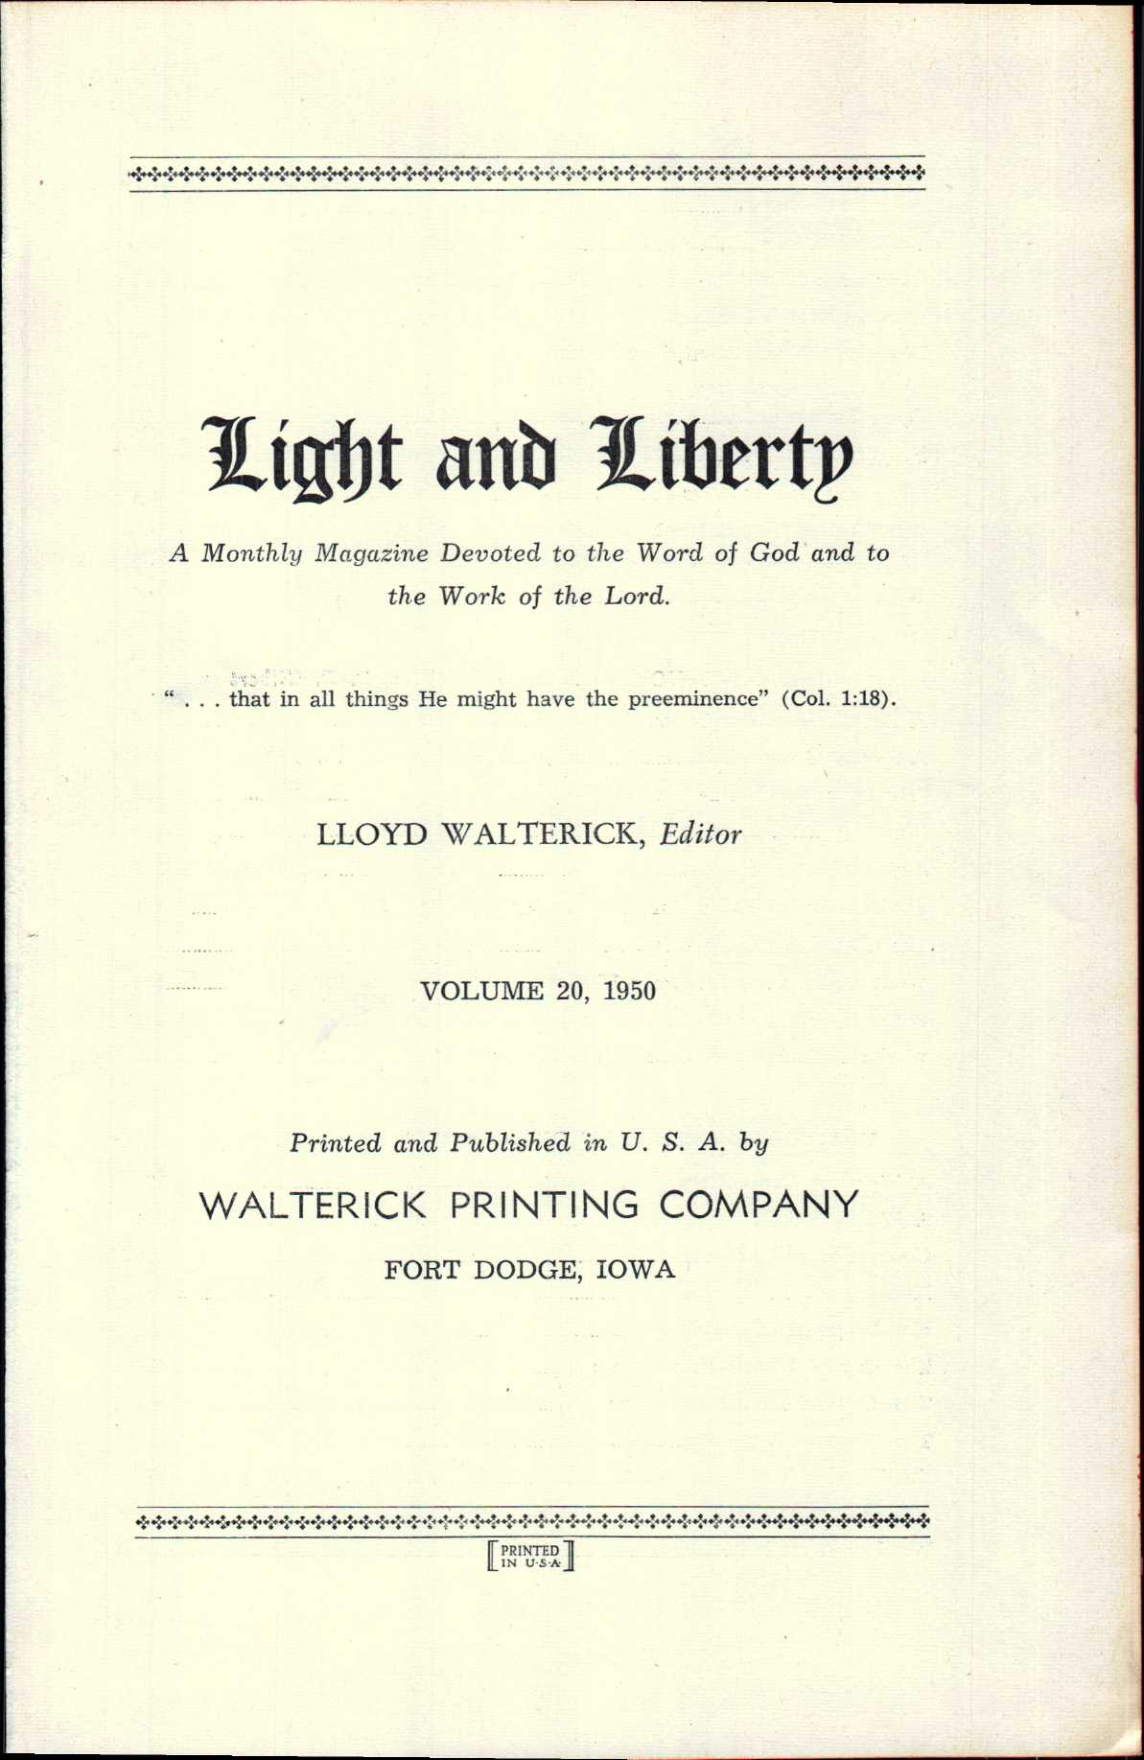 Light and Liberty
A Monthly Magazine Devoted to the Word of God and to
the Work of the Lord.
“ . . . that in all things He might have the preeminence” (Col. 1:18).
LLOYD WALTERICK, Editor
VOLUME 20, 1950
Printed and Published in U. S. A. by
WALTERICK PRINTING COMPANY
FORT DODGE, IOWA
[PRINTED
IN U·S·A·]